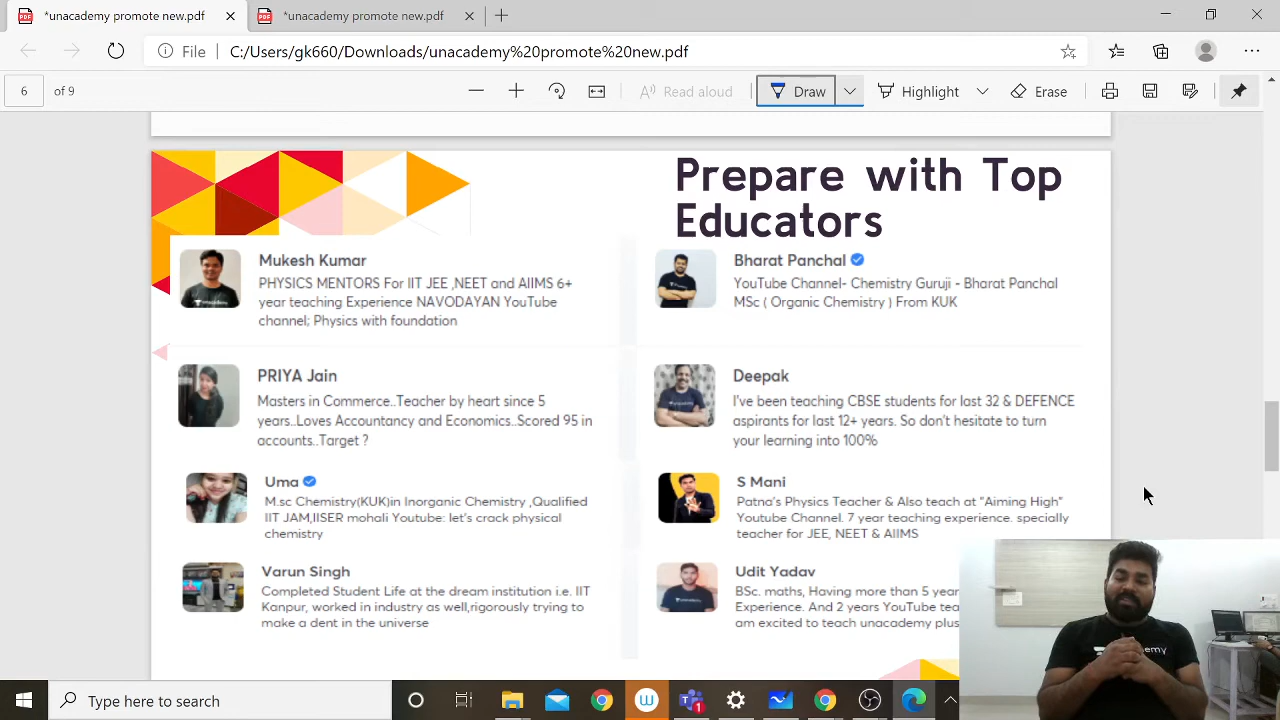 *unacademy promote new.pdf
*unacademy promote new.pdf
File
C:/Users/gk660/Downloads/unacademy%20promote%20new.pdf
6 of 9
Read aloud
Draw
Highlight
Erase
Prepare with Top
Educators
Mukesh Kumar
PHYSICS MENTORS For IIT JEE ,NEET and AIIMS 6+
year teaching Experience NAVODAYAN YouTube
channel; Physics with foundation
Bharat Panchal
YouTube Channel- Chemistry Guruji - Bharat Panchal
MSc ( Organic Chemistry ) From KUK
PRIYA Jain
Masters in Commerce..Teacher by heart since 5
years..Loves Accountancy and Economics..Scored 95 in
accounts..Target ?
Deepak
I've been teaching CBSE students for last 32 & DEFENCE
aspirants for last 12+ years. So don't hesitate to turn
your learning into 100%
Uma
M.sc Chemistry(KUK)in Inorganic Chemistry ,Qualified
IIT JAM,IISER mohali Youtube: let's crack physical
chemistry
S Mani
Patna's Physics Teacher & Also teach at "Aiming High"
Youtube Channel. 7 year teaching experience. specially
teacher for JEE, NEET & AIIMS
Varun Singh
Completed Student Life at the dream institution i.e. IIT
Kanpur, worked in industry as well,rigorously trying to
make a dent in the universe
Udit Yadav
BSc. maths, Having more than 5 year
Experience. And 2 years YouTube tea
am excited to teach unacademy plus
Type here to search